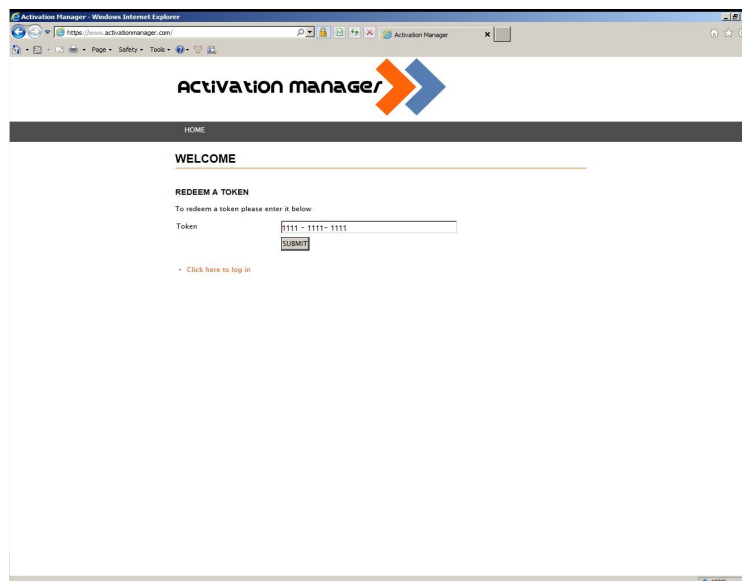 Activation Manager - Windows Internet Explorer
https://www.activationmanager.com/
Activation Manager
Page Safety Tools
Activation manager
HOME
WELCOME
REDEEM A TOKEN
To redeem a token please enter it below
Token 1111 - 1111- 1111
SUBMIT
Click here to log in